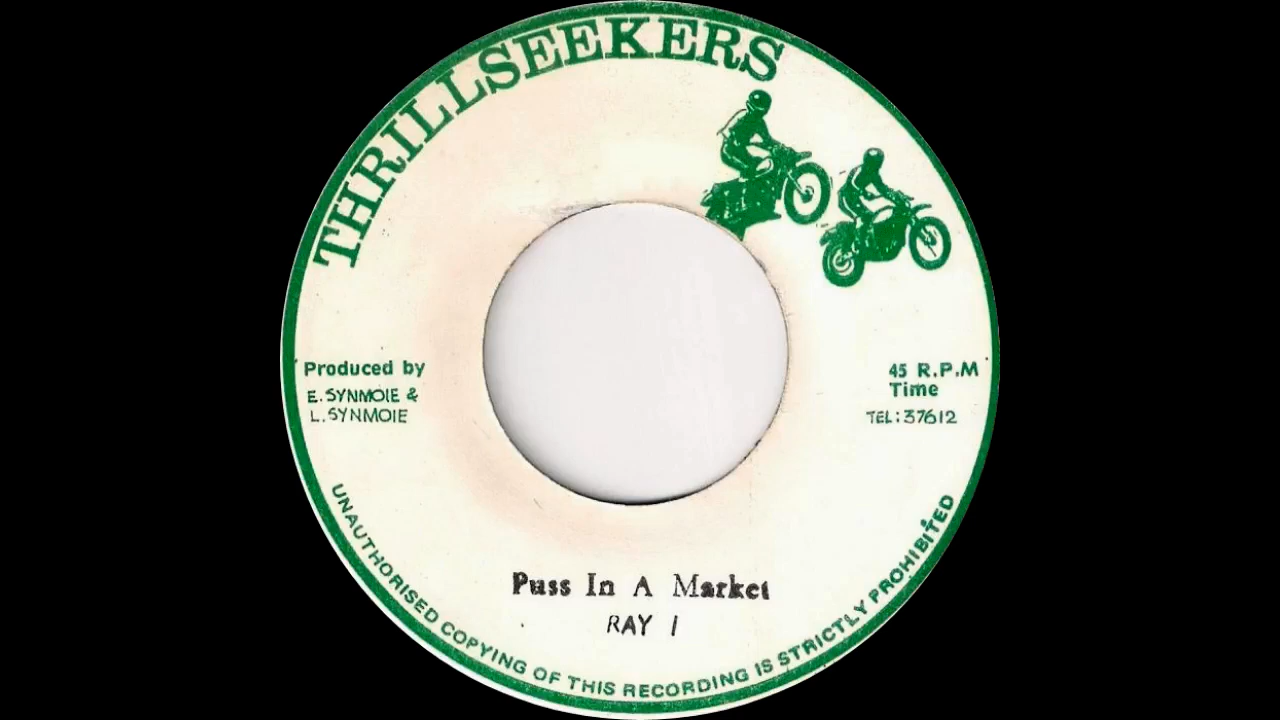 THRILLSEEKERS
Produced by
E. SYNMOIE &
L. SYNMOIE
45 R.P.M
Time
TEL: 37612
Puss In A Market
RAY I
UNAUTHORISED COPYING OF THIS RECORDING IS STRICTLY PROHIBITED